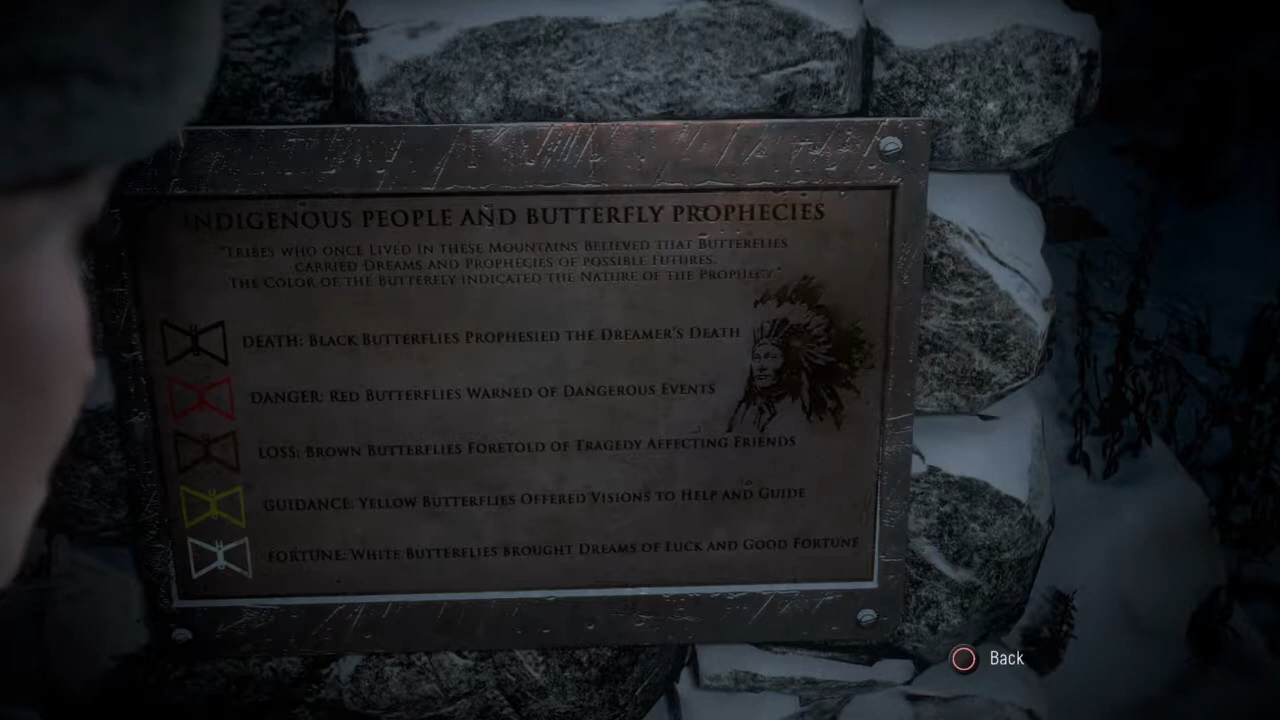 INDIGENOUS PEOPLE AND BUTTERFLY PROPHECIES
"TRIBES WHO ONCE LIVED IN THESE MOUNTAINS BELIEVED THAT BUTTERFLIES
CARRIED DREAMS AND PROPHECIES OF POSSIBLE FUTURES.
THE COLOR OF THE BUTTERFLY INDICATED THE NATURE OF THE PROPHECY."
DEATH: BLACK BUTTERFLIES PROPHESIED THE DREAMER'S DEATH
DANGER: RED BUTTERFLIES WARNED OF DANGEROUS EVENTS
LOSS: BROWN BUTTERFLIES FORETOLD OF TRAGEDY AFFECTING FRIENDS
GUIDANCE: YELLOW BUTTERFLIES OFFERED VISIONS TO HELP AND GUIDE
FORTUNE: WHITE BUTTERFLIES BROUGHT DREAMS OF LUCK AND GOOD FORTUNE
Back